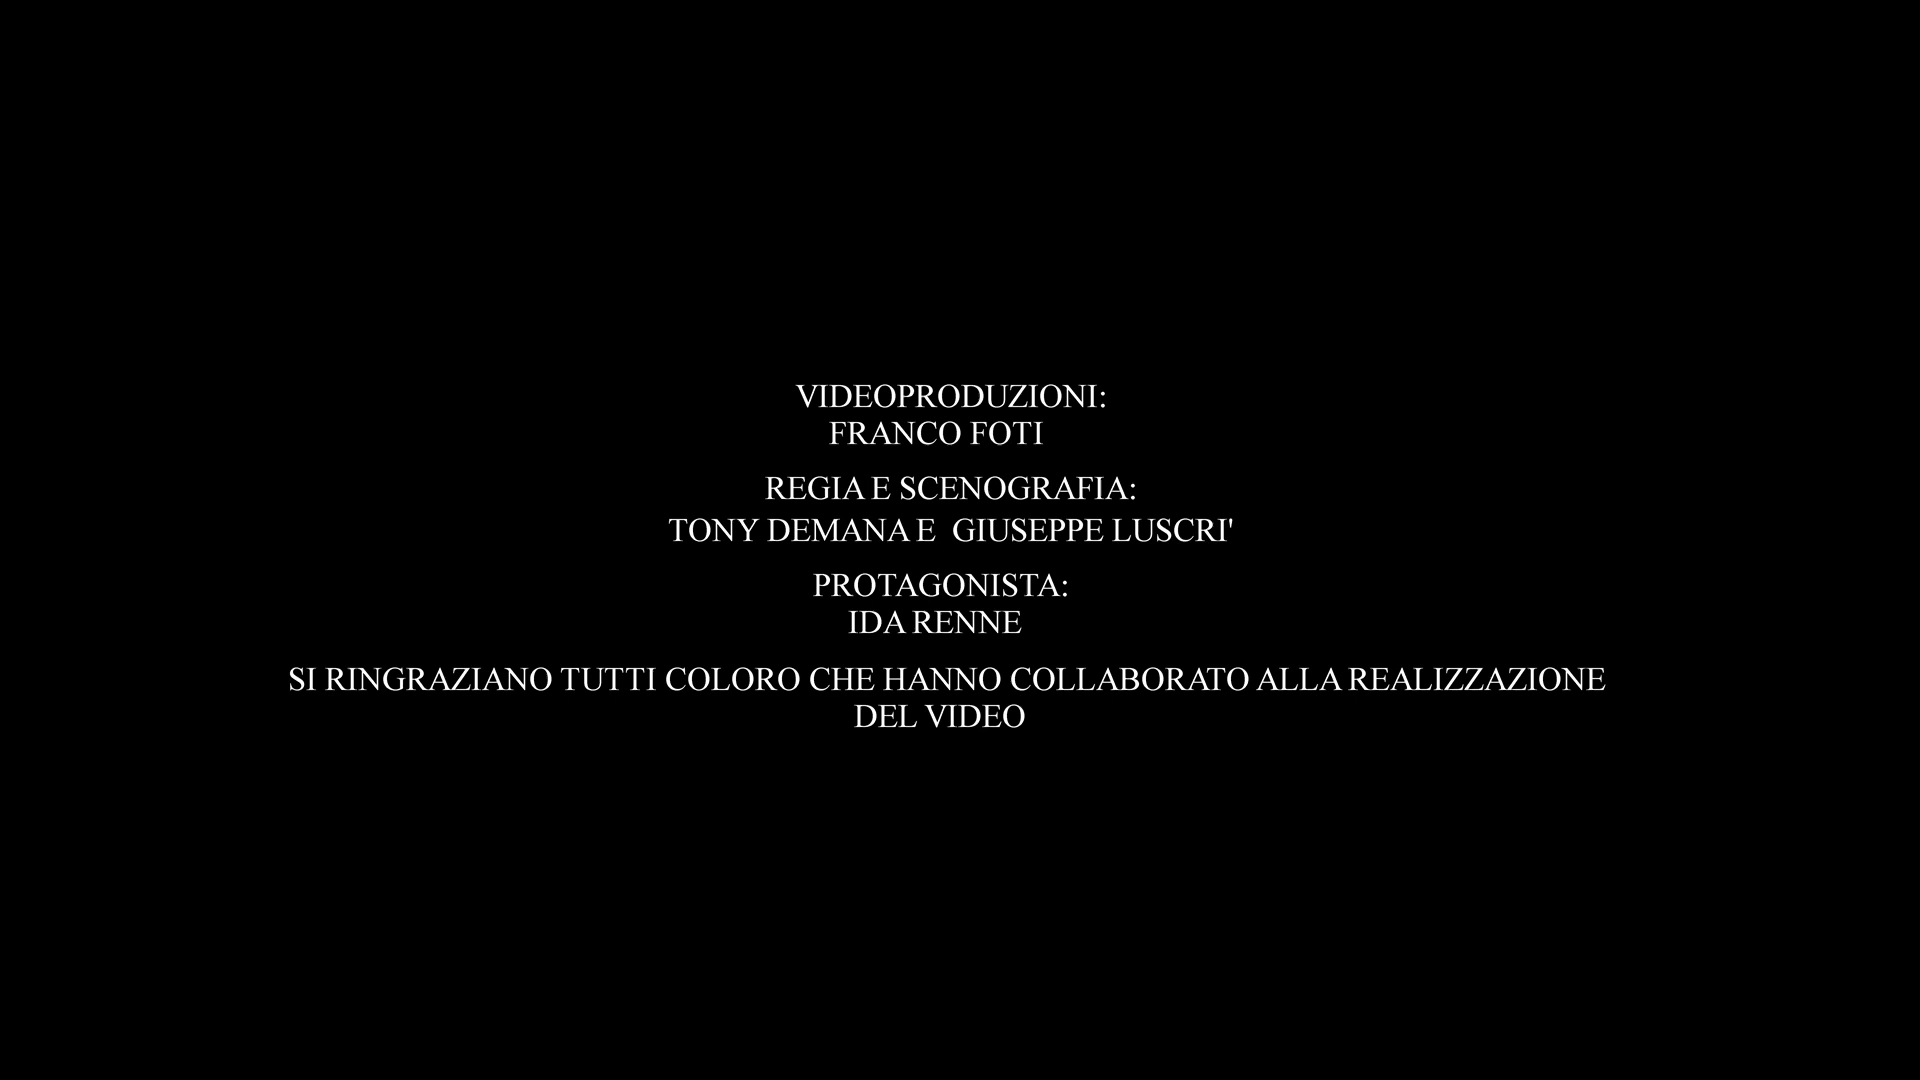 VIDEOPRODUZIONI:
FRANCO FOTI
REGIA E SCENOGRAFIA:
TONY DEMANA E  GIUSEPPE LUSCRI'
PROTAGONISTA:
IDA RENNE
SI RINGRAZIANO TUTTI COLORO CHE HANNO COLLABORATO ALLA REALIZZAZIONE
DEL VIDEO